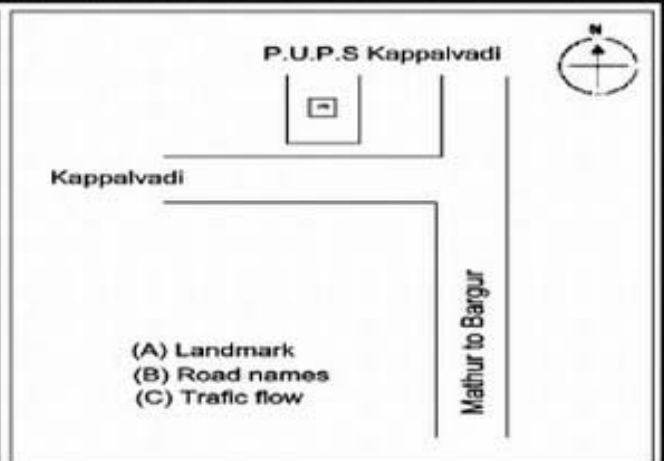 N
P.U.P.S Kappalvadi
Kappalvadi
Mathur to Bargur
(A) Landmark
(B) Road names
(C) Trafic flow